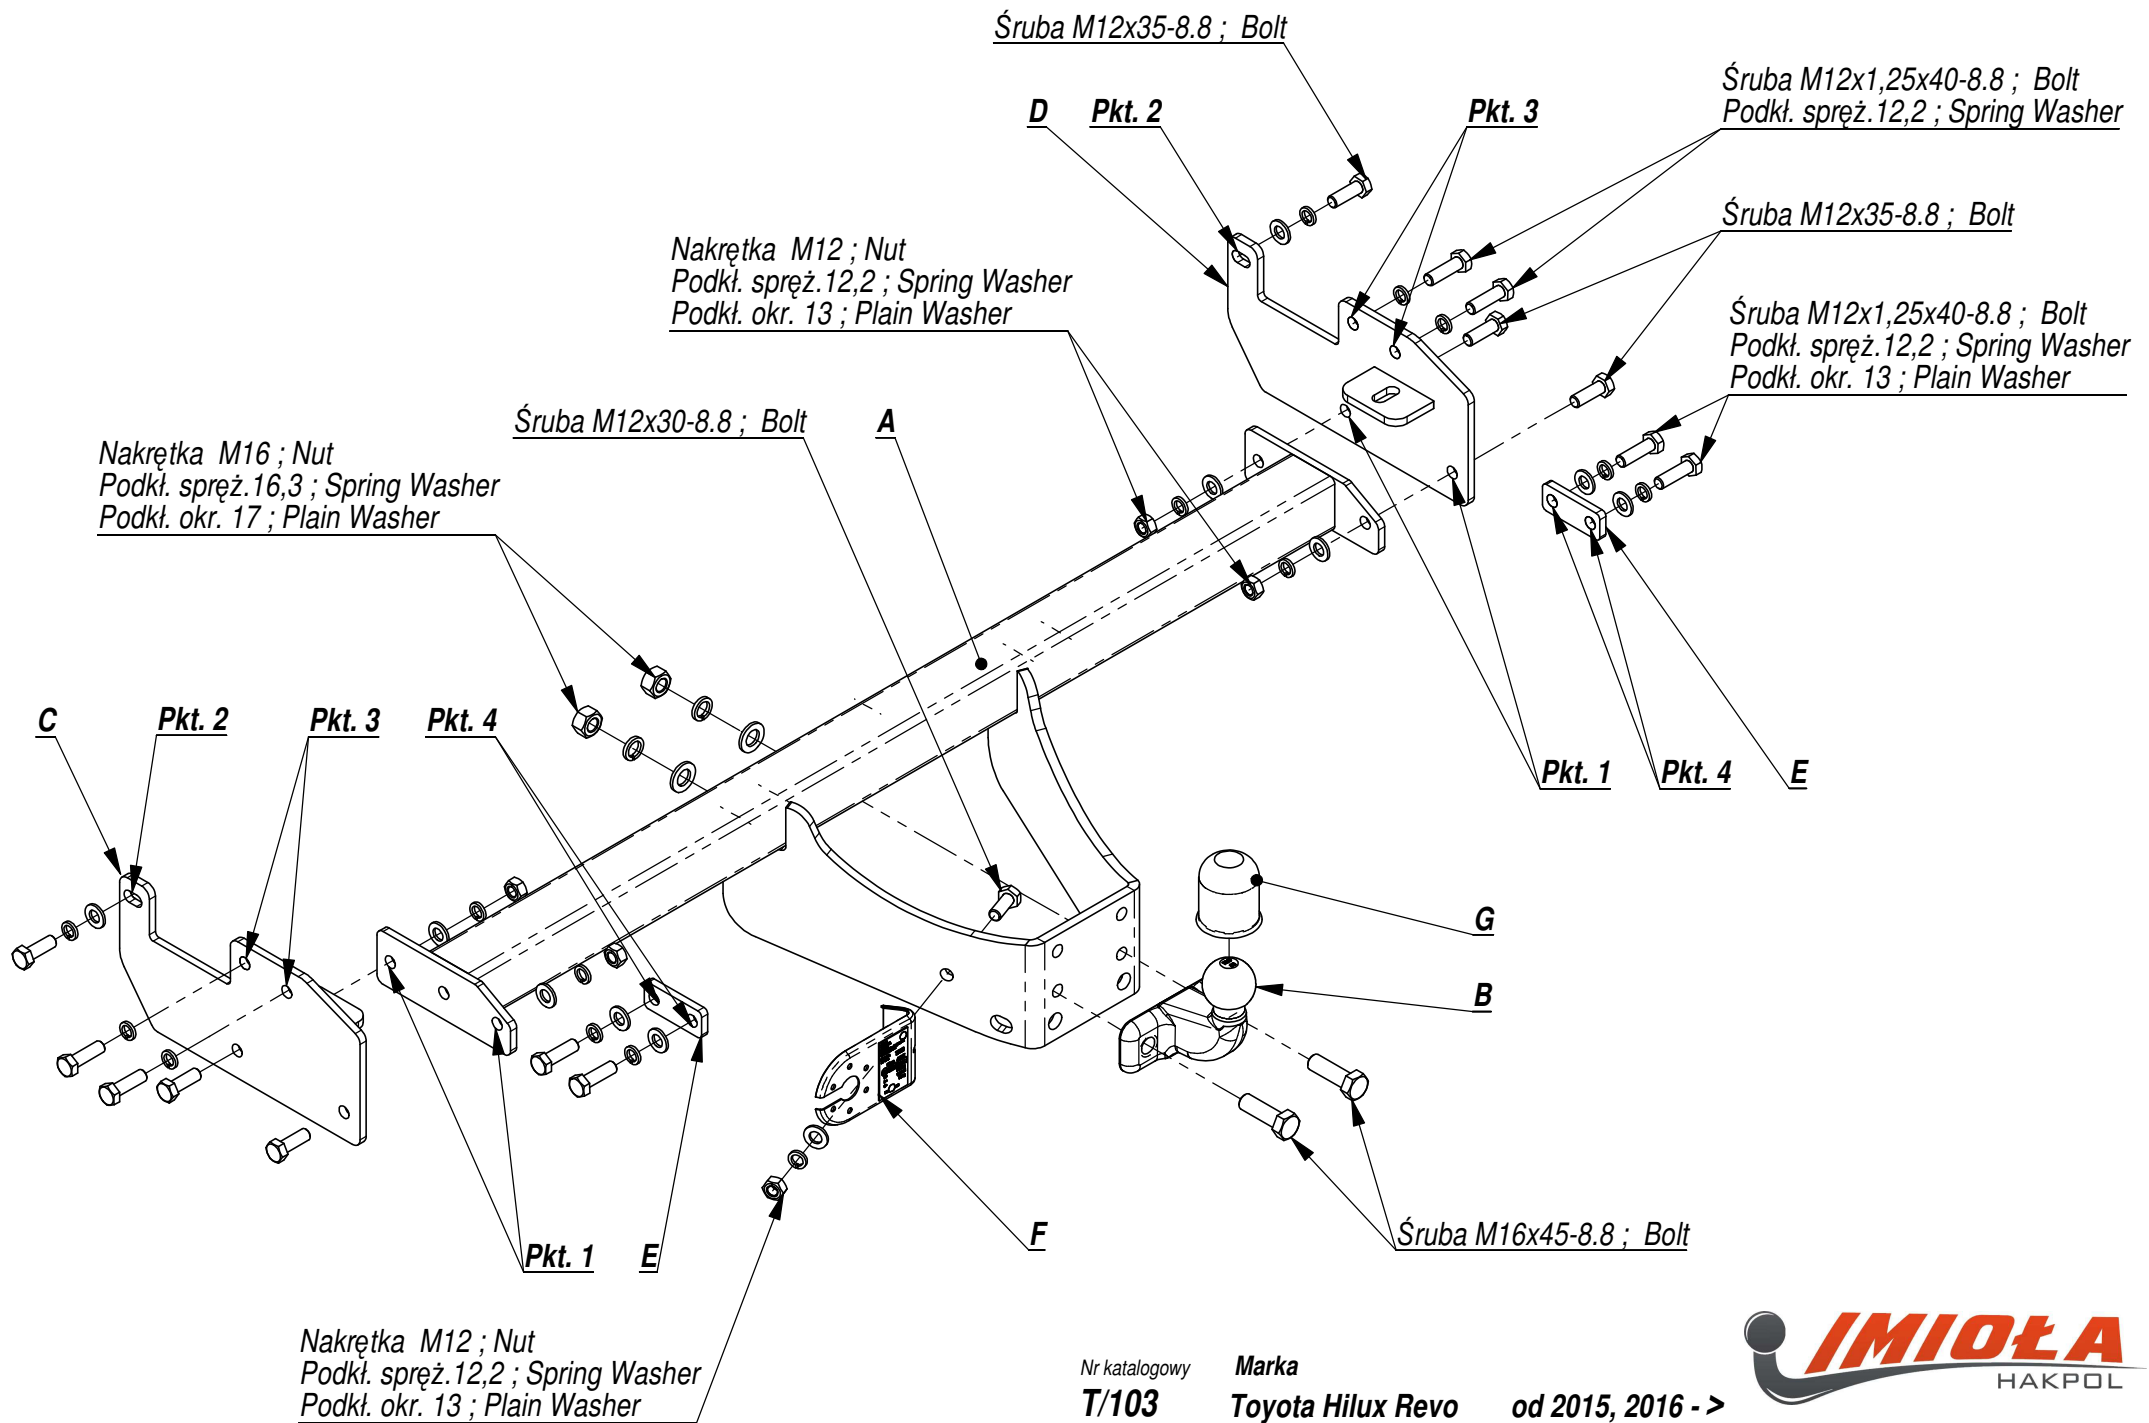 Śruba M12x35-8.8 ; Bolt
D
Pkt. 2
Pkt. 3
Śruba M12x1,25x40-8.8 ; Bolt
Podkł. spręż.12,2 ; Spring Washer
Śruba M12x35-8.8 ; Bolt
Nakrętka M12 ; Nut
Podkł. spręż.12,2 ; Spring Washer
Podkł. okr. 13 ; Plain Washer
Śruba M12x1,25x40-8.8 ; Bolt
Podkł. spręż.12,2 ; Spring Washer
Podkł. okr. 13 ; Plain Washer
Śruba M12x30-8.8 ; Bolt
A
Nakrętka M16 ; Nut
Podkł. spręż.16,3 ; Spring Washer
Podkł. okr. 17 ; Plain Washer
C
Pkt. 2
Pkt. 3
Pkt. 4
Pkt. 1
Pkt. 4
E
G
B
Pkt. 1
E
F
Śruba M16x45-8.8 ; Bolt
Nakrętka M12 ; Nut
Podkł. spręż.12,2 ; Spring Washer
Podkł. okr. 13 ; Plain Washer
Nr katalogowy
Marka
T/103
Toyota Hilux Revo
od 2015, 2016 - >
IMIOŁA
HAKPOL